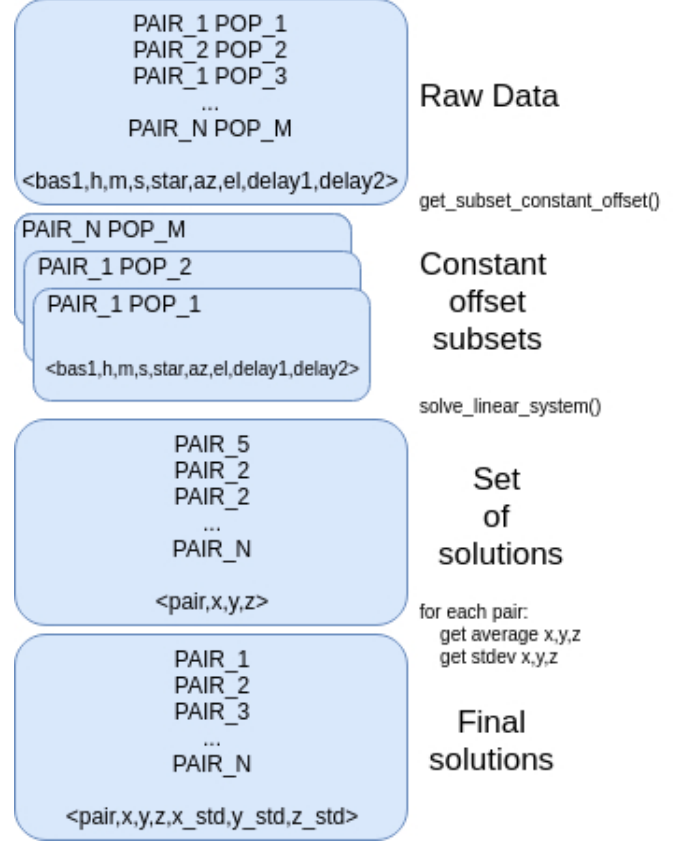 PAIR_1 POP_1
PAIR_2 POP_2
PAIR_1 POP_3
...
PAIR_N POP_M
<bas1,h,m,s,star,az,el,delay1,delay2>
Raw Data
get_subset_constant_offset()
PAIR_N POP_M
PAIR_1 POP_2
PAIR_1 POP_1
<bas1,h,m,s,star,az,el,delay1,delay2>
Constant
offset
subsets
solve_linear_system()
PAIR_5
PAIR_2
PAIR_2
...
PAIR_N
<pair,x,y,z>
Set
of
solutions
for each pair:
get average x,y,z
get stdev x,y,z
PAIR_1
PAIR_2
PAIR_3
...
PAIR_N
<pair,x,y,z,x_std,y_std,z_std>
Final
solutions